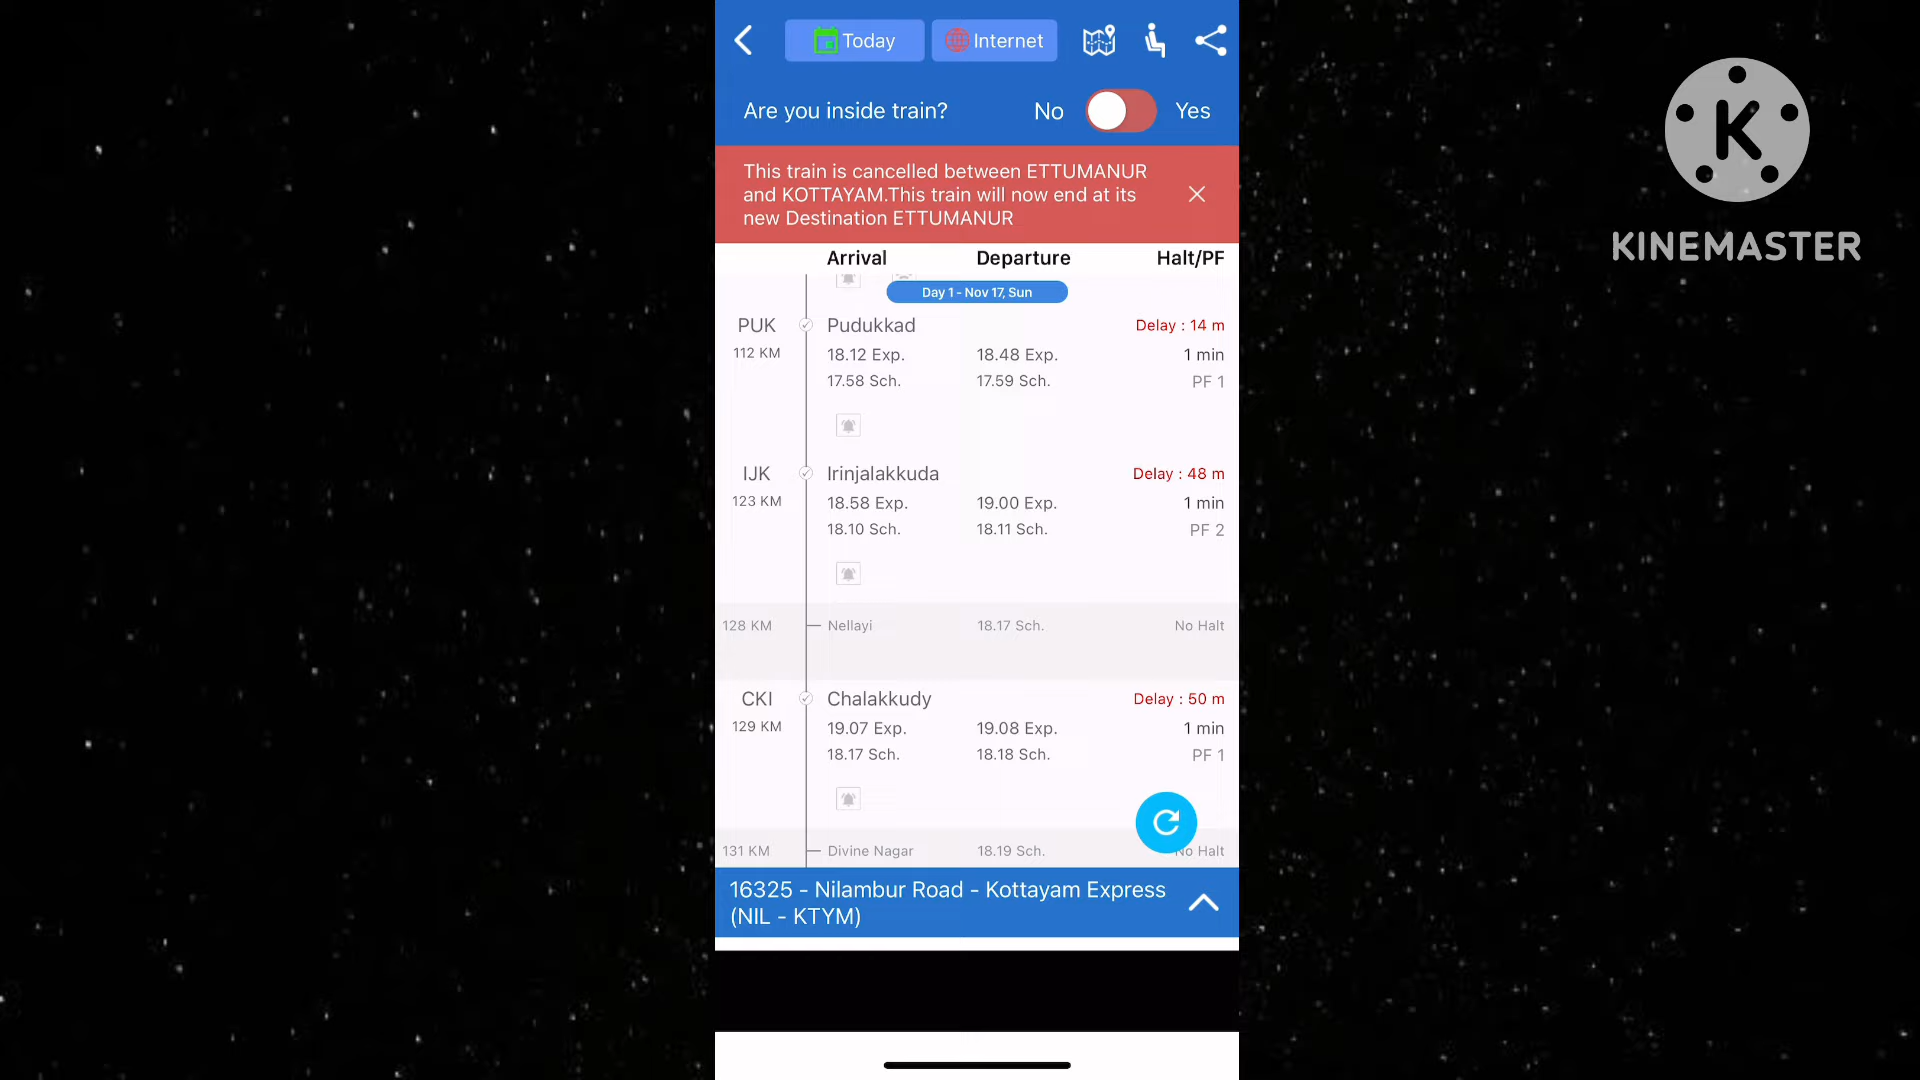 Today
Internet
Are you inside train?
No
Yes
This train is cancelled between ETTUMANUR
and KOTTAYAM.This train will now end at its
new Destination ETTUMANUR
Arrival Departure Halt/PF
Day 1 - Nov 17, Sun
PUK Pudukkad Delay : 14 m
112 KM 18.12 Exp. 18.48 Exp. 1 min
17.58 Sch. 17.59 Sch. PF 1
IJK Irinjalakkuda Delay : 48 m
123 KM 18.58 Exp. 19.00 Exp. 1 min
18.10 Sch. 18.11 Sch. PF 2
128 KM Nellayi 18.17 Sch. No Halt
CKI Chalakkudy Delay : 50 m
129 KM 19.07 Exp. 19.08 Exp. 1 min
18.17 Sch. 18.18 Sch. PF 1
131 KM Divine Nagar 18.19 Sch. No Halt
16325 - Nilambur Road - Kottayam Express
(NIL - KTYM)
K
KINEMASTER